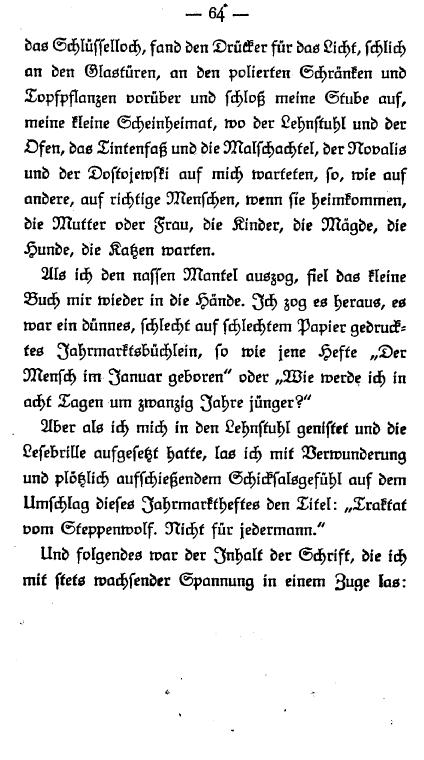 — 64 —
das Schlüsselloch, fand den Drücker für das Licht, schlich
an den Glastüren, an den polierten Schränken und
Topfpflanzen vorüber und schloß meine Stube auf,
meine kleine Scheinheimat, wo der Lehnstuhl und der
Ofen, das Tintenfaß und die Malschachtel, der Novalis
und der Dostojewski auf mich warteten, so, wie auf
andere, auf richtige Menschen, wenn sie heimkommen,
die Mutter oder Frau, die Kinder, die Mägde, die
Hunde, die Katzen warten.
Als ich den nassen Mantel auszog, fiel das kleine
Buch mir wieder in die Hände. Ich zog es heraus, es
war ein dünnes, schlecht auf schlechtem Papier gedruck-
tes Jahrmarktsbüchlein, so wie jene Hefte „Der
Mensch im Januar geboren“ oder „Wie werde ich in
acht Tagen um zwanzig Jahre jünger?“
Aber als ich mich in den Lehnstuhl genistet und die
Lesebrille aufgesetzt hatte, las ich mit Verwunderung
und plötzlich aufschießendem Schicksalsgefühl auf dem
Umschlag dieses Jahrmarktheftes den Titel: „Traktat
vom Steppenwolf. Nicht für jedermann.“
Und folgendes war der Inhalt der Schrift, die ich
mit stets wachsender Spannung in einem Zuge las: